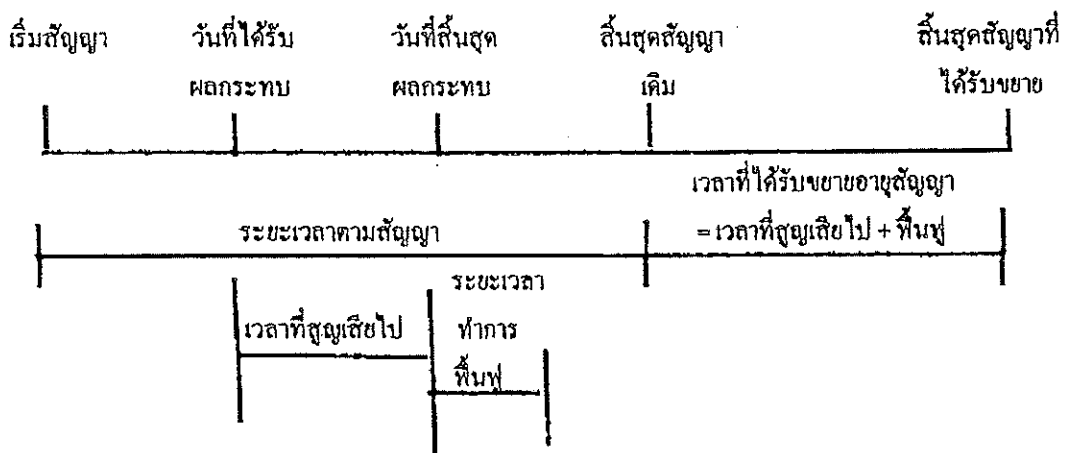 เริ่มสัญญา วันที่ได้รับ วันที่สิ้นสุด สิ้นสุดสัญญา สิ้นสุดสัญญาที่
ผลกระทบ ผลกระทบ เดิม ได้รับขยาย
เวลาที่ได้รับขยายอายุสัญญา
ระยะเวลาตามสัญญา = เวลาที่สูญเสียไป + ฟื้นฟู
ระยะเวลา
เวลาที่สูญเสียไป ทำการ
ฟื้นฟู